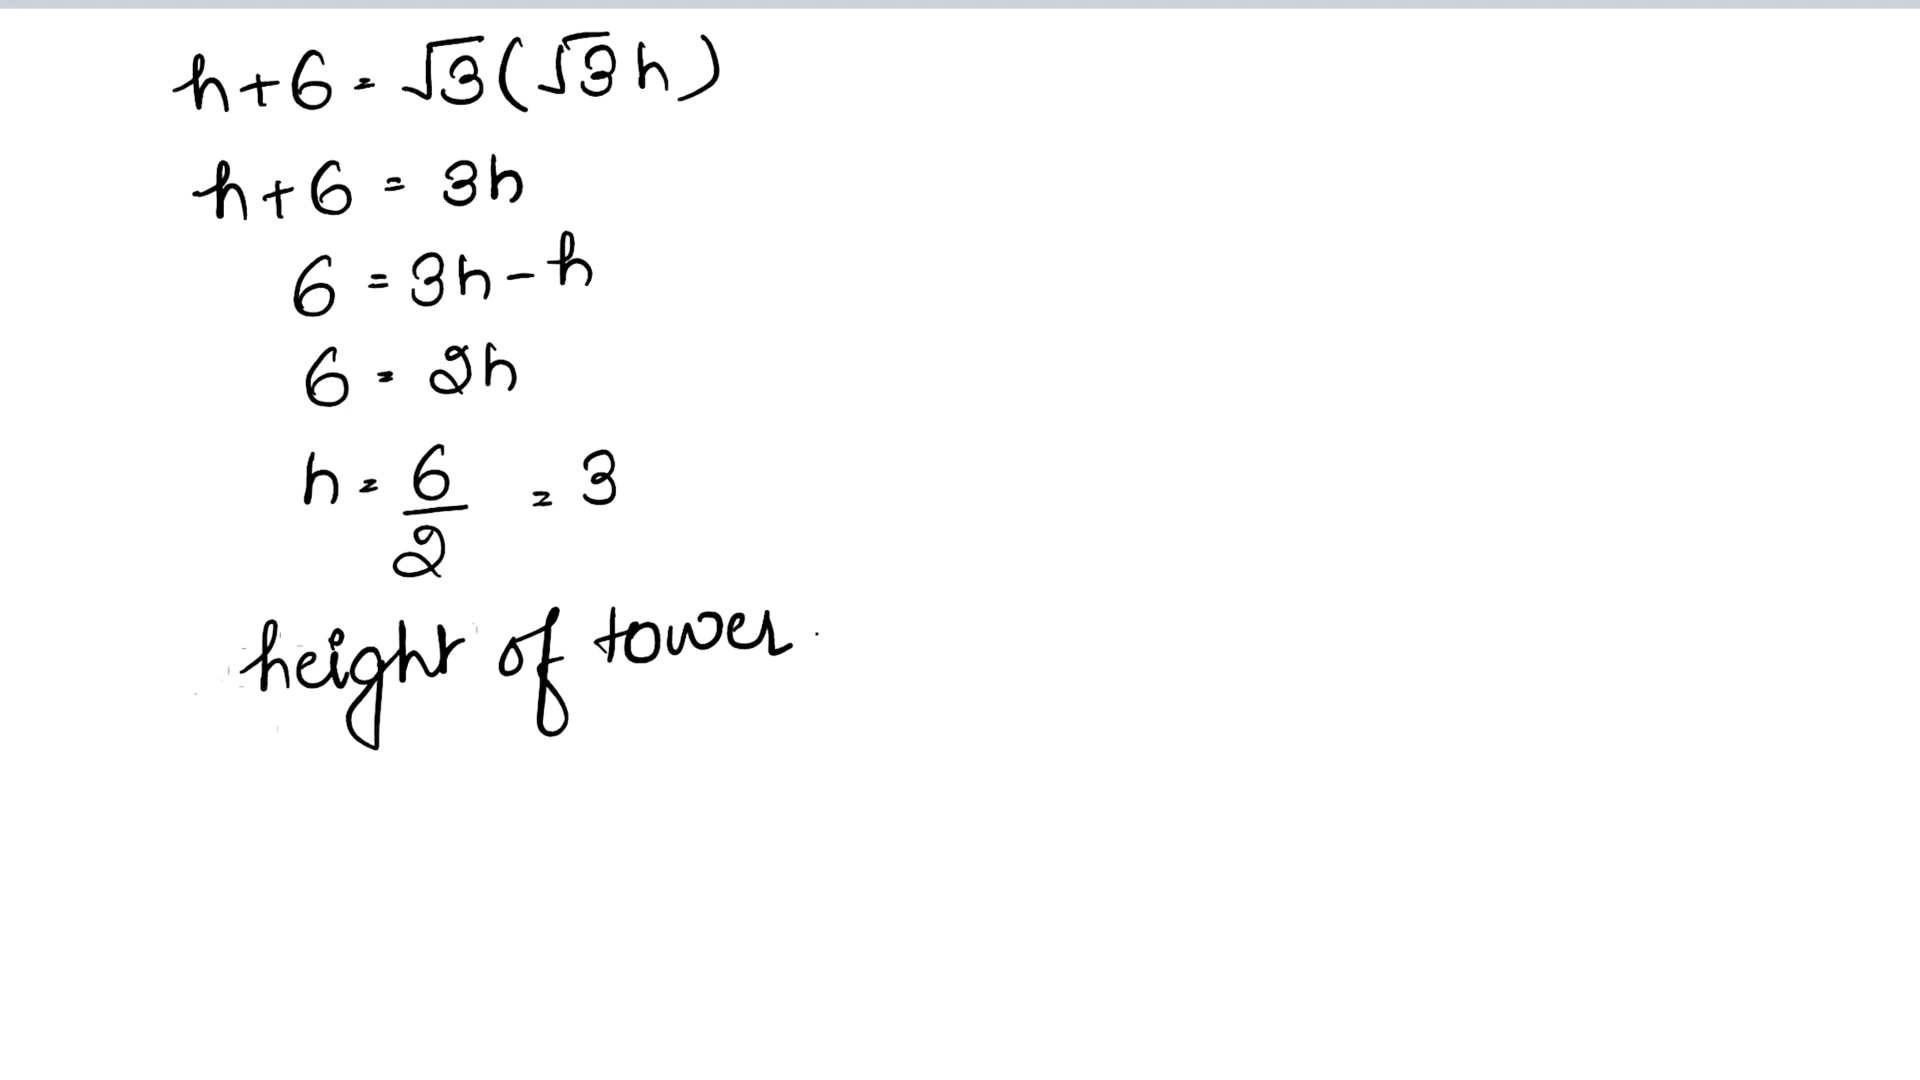 h+6 = √3(√3h)
h+6 = 3h
6 = 3h-h
6 = 2h
h = 6/2 = 3
height of tower